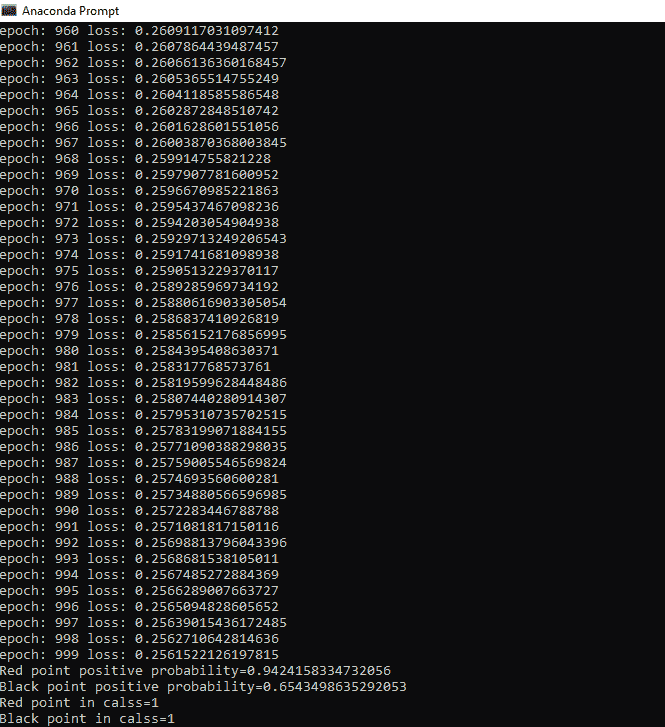 Anaconda Prompt
epoch: 960 loss: 0.2609117031097412
epoch: 961 loss: 0.2607864439487457
epoch: 962 loss: 0.26066136360168457
epoch: 963 loss: 0.2605365514755249
epoch: 964 loss: 0.2604118585586548
epoch: 965 loss: 0.2602872848510742
epoch: 966 loss: 0.2601628601551056
epoch: 967 loss: 0.26003870368003845
epoch: 968 loss: 0.259914755821228
epoch: 969 loss: 0.2597907781600952
epoch: 970 loss: 0.2596670985221863
epoch: 971 loss: 0.2595437467098236
epoch: 972 loss: 0.2594203054904938
epoch: 973 loss: 0.25929713249206543
epoch: 974 loss: 0.2591741681098938
epoch: 975 loss: 0.2590513229370117
epoch: 976 loss: 0.2589285969734192
epoch: 977 loss: 0.25880616903305054
epoch: 978 loss: 0.2586837410926819
epoch: 979 loss: 0.25856152176856995
epoch: 980 loss: 0.2584395408630371
epoch: 981 loss: 0.258317768573761
epoch: 982 loss: 0.25819599628448486
epoch: 983 loss: 0.25807440280914307
epoch: 984 loss: 0.25795310735702515
epoch: 985 loss: 0.25783199071884155
epoch: 986 loss: 0.25771090388298035
epoch: 987 loss: 0.25759005546569824
epoch: 988 loss: 0.2574693560600281
epoch: 989 loss: 0.25734880566596985
epoch: 990 loss: 0.2572283446788788
epoch: 991 loss: 0.2571081817150116
epoch: 992 loss: 0.25698813796043396
epoch: 993 loss: 0.2568681538105011
epoch: 994 loss: 0.2567485272884369
epoch: 995 loss: 0.2566289007663727
epoch: 996 loss: 0.2565094828605652
epoch: 997 loss: 0.25639015436172485
epoch: 998 loss: 0.2562710642814636
epoch: 999 loss: 0.2561522126197815
Red point positive probability=0.9424158334732056
Black point positive probability=0.6543498635292053
Red point in calss=1
Black point in calss=1